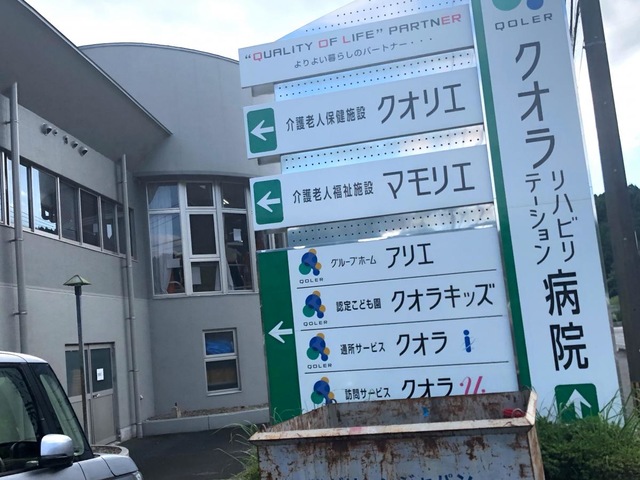 "QUALITY OF LIFE" PARTNER
よりよい暮らしのパートナー・・・
介護老人保健施設 クオリエ
介護老人福祉施設 マモリエ
QOLER
グループホーム アリエ
QOLER
認定こども園 クオラキッズ
QOLER
通所サービス クオラ i
QOLER
訪問サービス クオラ u
QOLER
クオラ
リハビリ
テーション
病院